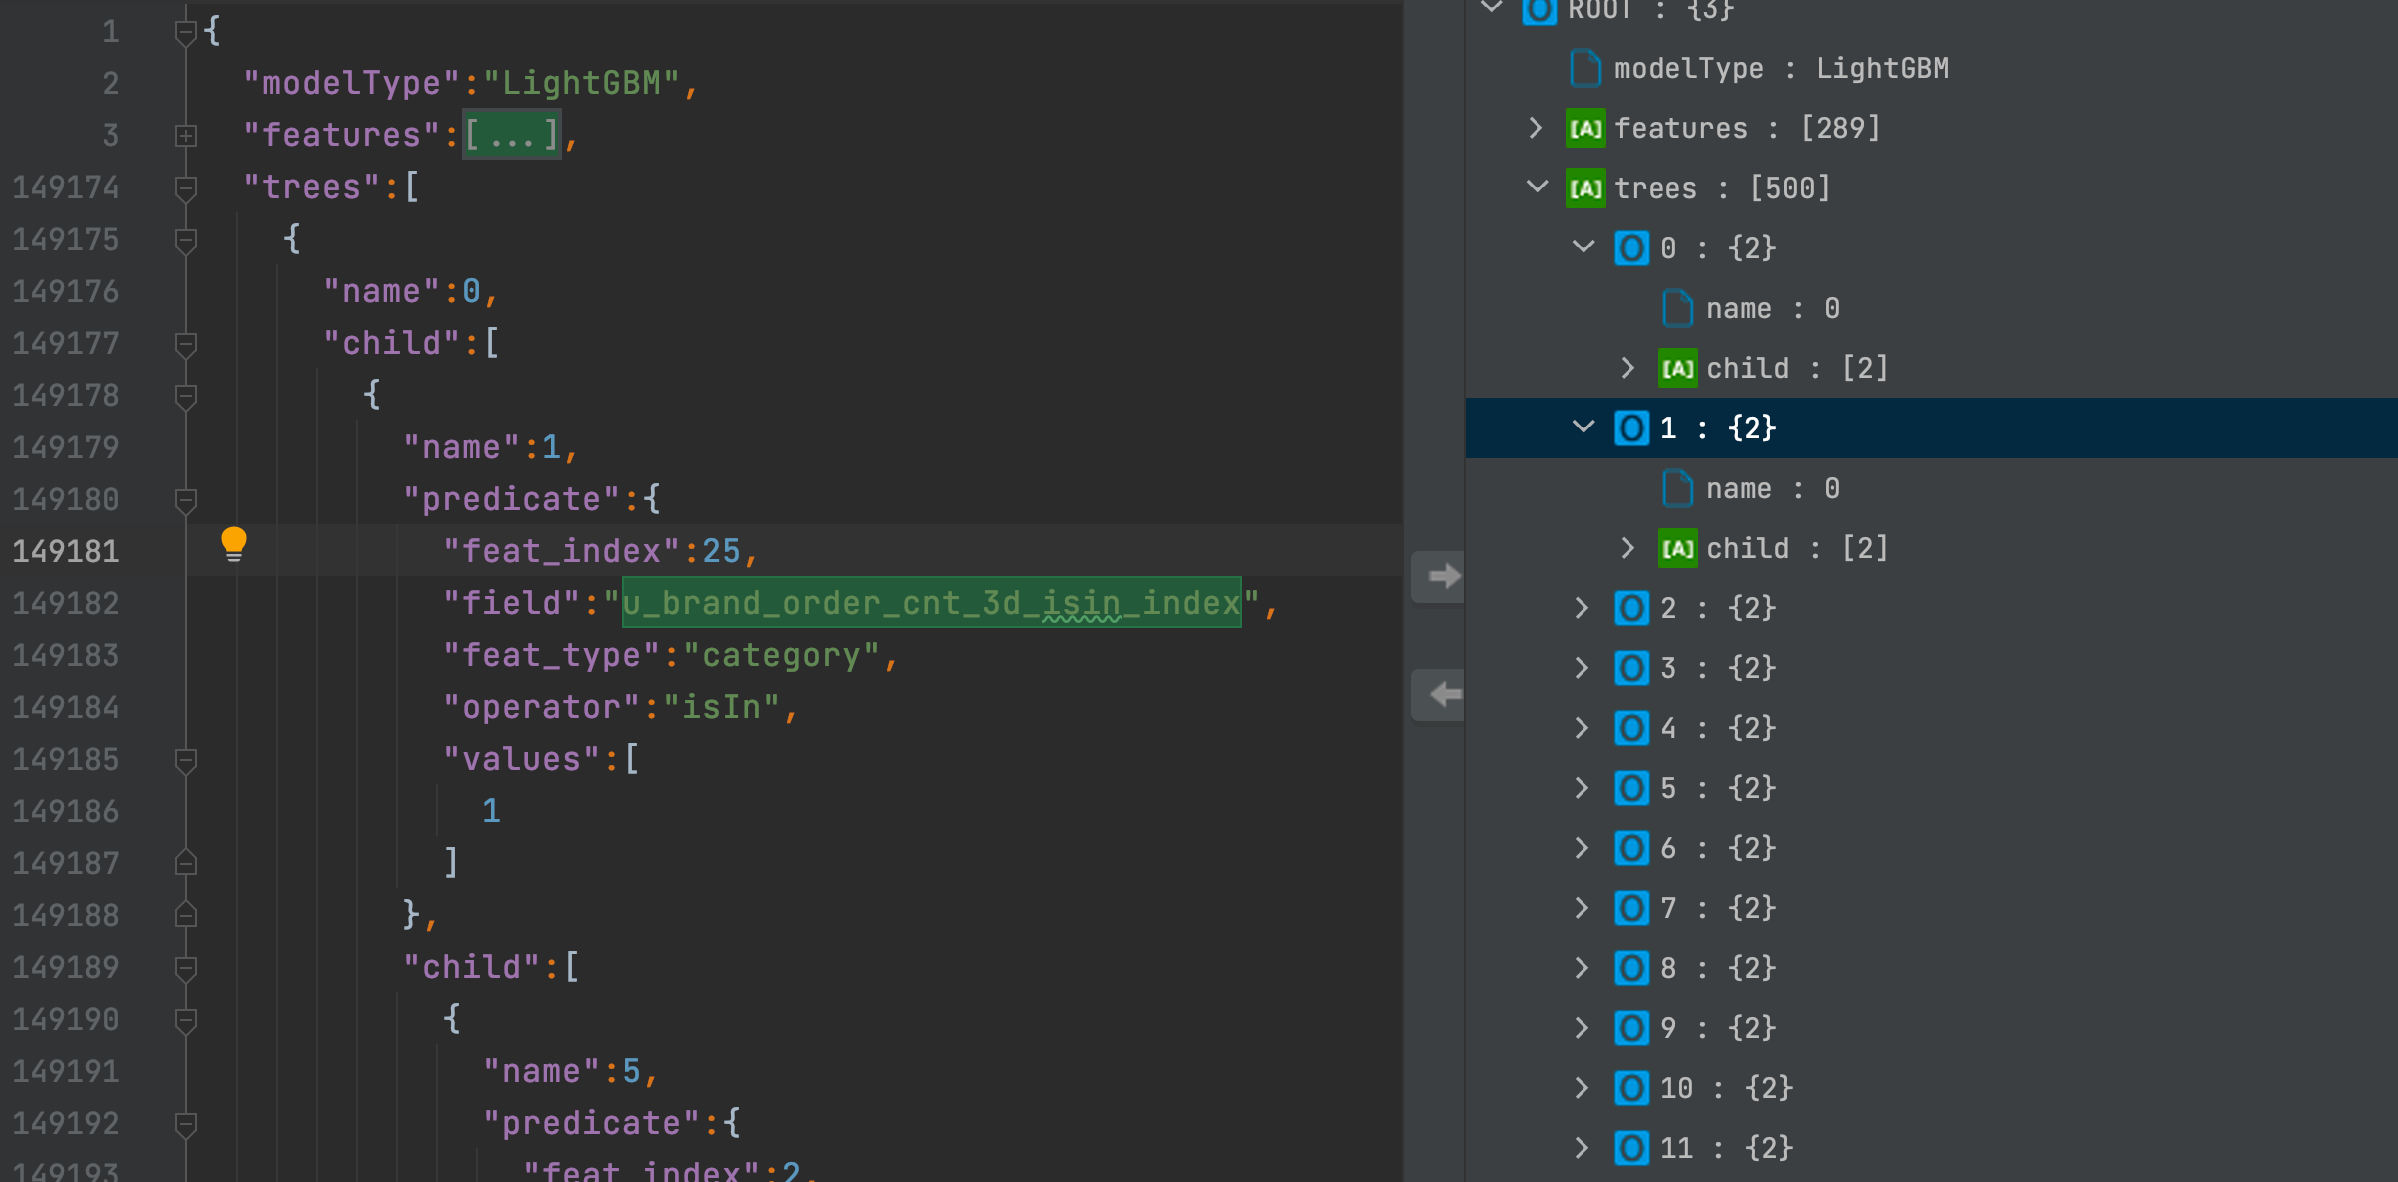 1 {
2 "modelType":"LightGBM",
3 "features":[...],
149174 "trees":[
149175 {
149176 "name":0,
149177 "child":[
149178 {
149179 "name":1,
149180 "predicate":{
149181 "feat_index":25,
149182 "field":"u_brand_order_cnt_3d_isin_index",
149183 "feat_type":"category",
149184 "operator":"isIn",
149185 "values":[
149186 1
149187 ]
149188 },
149189 "child":[
149190 {
149191 "name":5,
149192 "predicate":{
149193 "feat_index":2,
ROOT : {3}
modelType : LightGBM
[A] features : [289]
[A] trees : [500]
O 0 : {2}
name : 0
[A] child : [2]
O 1 : {2}
name : 0
[A] child : [2]
O 2 : {2}
O 3 : {2}
O 4 : {2}
O 5 : {2}
O 6 : {2}
O 7 : {2}
O 8 : {2}
O 9 : {2}
O 10 : {2}
O 11 : {2}